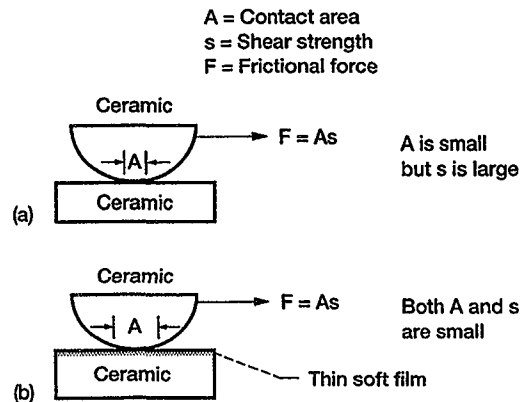 A = Contact area
s = Shear strength
F = Frictional force
Ceramic
F = As
A is small
but s is large
A
Ceramic
(a)
Ceramic
F = As
Both A and s
are small
A
Ceramic
Thin soft film
(b)